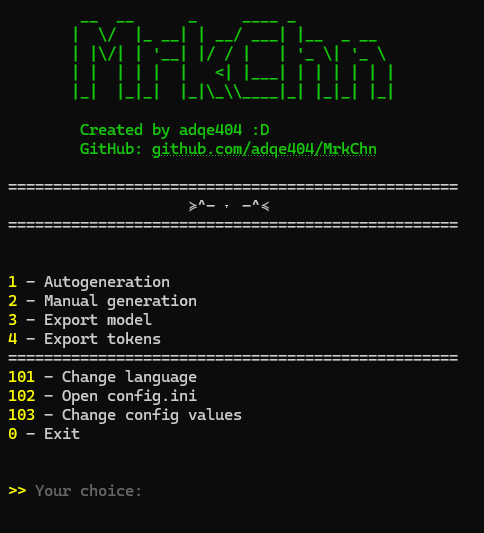 MrkChn
Created by adqe404 :D
GitHub: github.com/adqe404/MrkChn
==================================================
≽^— ˕ —^≼
==================================================
1 — Autogeneration
2 — Manual generation
3 — Export model
4 — Export tokens
==================================================
101 — Change language
102 — Open config.ini
103 — Change config values
0 — Exit
>> Your choice: